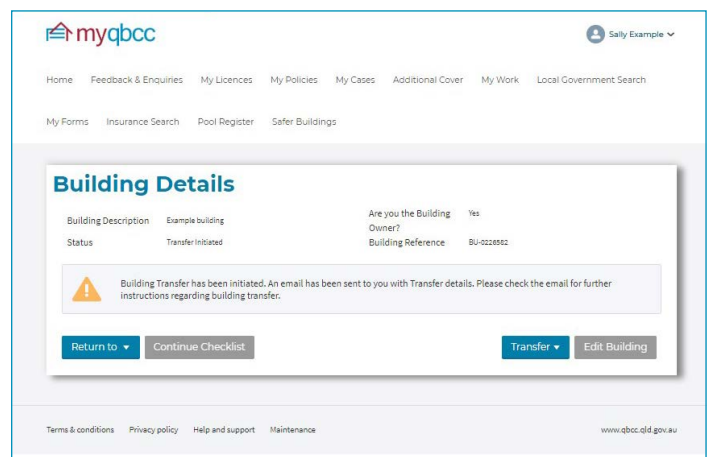 myqbcc
Sally Example
Home Feedback & Enquiries My Licences My Policies My Cases Additional Cover My Work Local Government Search
My Forms Insurance Search Pool Register Safer Buildings
Building Details
Building Description Example building
Are you the Building Owner? Yes
Status Transfer Initiated
Building Reference BU-0226582
Building Transfer has been initiated. An email has been sent to you with Transfer details. Please check the email for further
instructions regarding building transfer.
Return to Continue Checklist Transfer Edit Building
Terms & conditions Privacy policy Help and support Maintenance www.qbcc.qld.gov.au